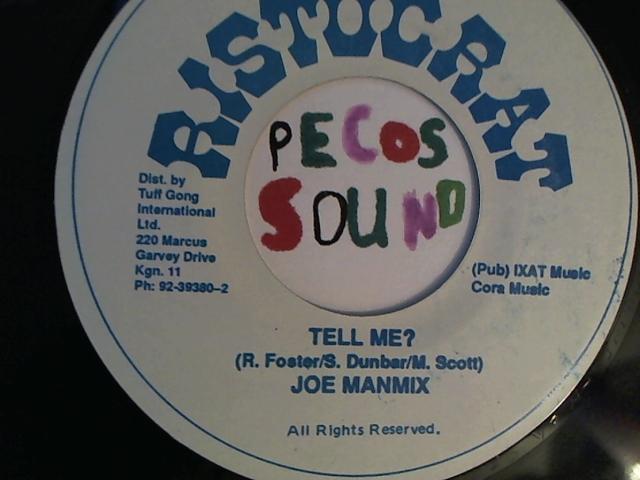 ARISTOCRAT
PECOS
SOUND
Dist. by
Tuff Gong
International
Ltd.
220 Marcus
Garvey Drive
Kgn. 11
Ph: 92-39380-2
(Pub) IXAT Music
Cora Music
TELL ME?
(R. Foster/S. Dunbar/M. Scott)
JOE MANMIX
All Rights Reserved.